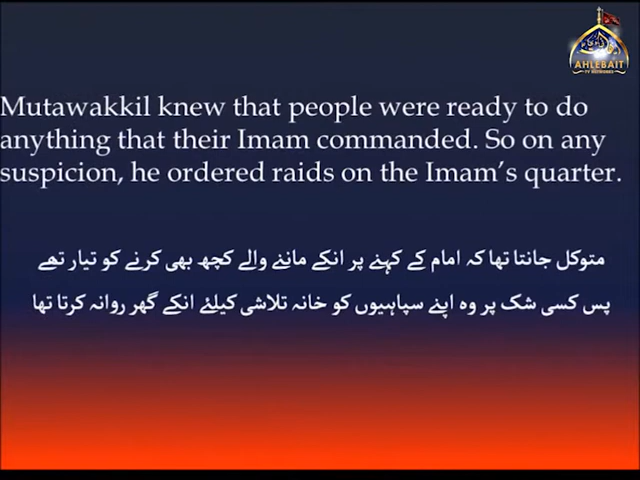 AHLEBAIT
TV NETWORKS
Mutawakkil knew that people were ready to do
anything that their Imam commanded. So on any
suspicion, he ordered raids on the Imam’s quarter.
متوکل جانتا تھا کہ امام کے کہنے پر انکے ماننے والے کچھ بھی کرنے کو تیار تھے
پس کسی شک پر وہ اپنے سپاہیوں کو خانہ تلاشی کیلئے انکے گھر روانہ کرتا تھا